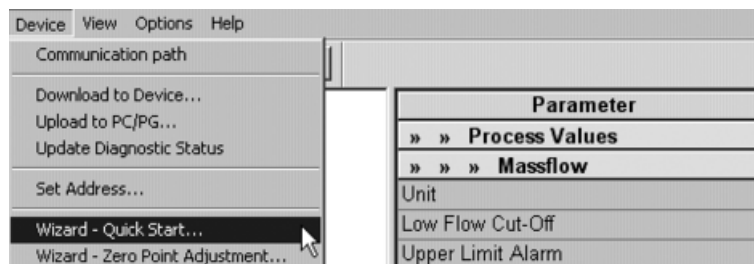 Device View Options Help
Communication path
Download to Device...
Upload to PC/PG...
Update Diagnostic Status
Set Address...
Wizard - Quick Start...
Wizard - Zero Point Adjustment...
Parameter
» » Process Values
» » » Massflow
Unit
Low Flow Cut-Off
Upper Limit Alarm